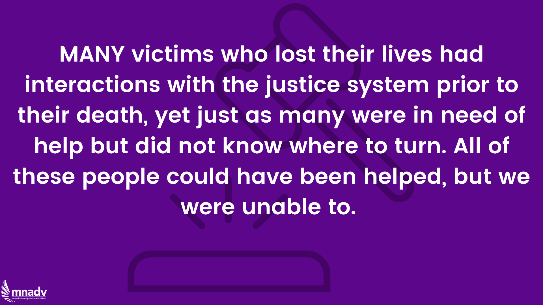 MANY victims who lost their lives had
interactions with the justice system prior to
their death, yet just as many were in need of
help but did not know where to turn. All of
these people could have been helped, but we
were unable to.
mnadv